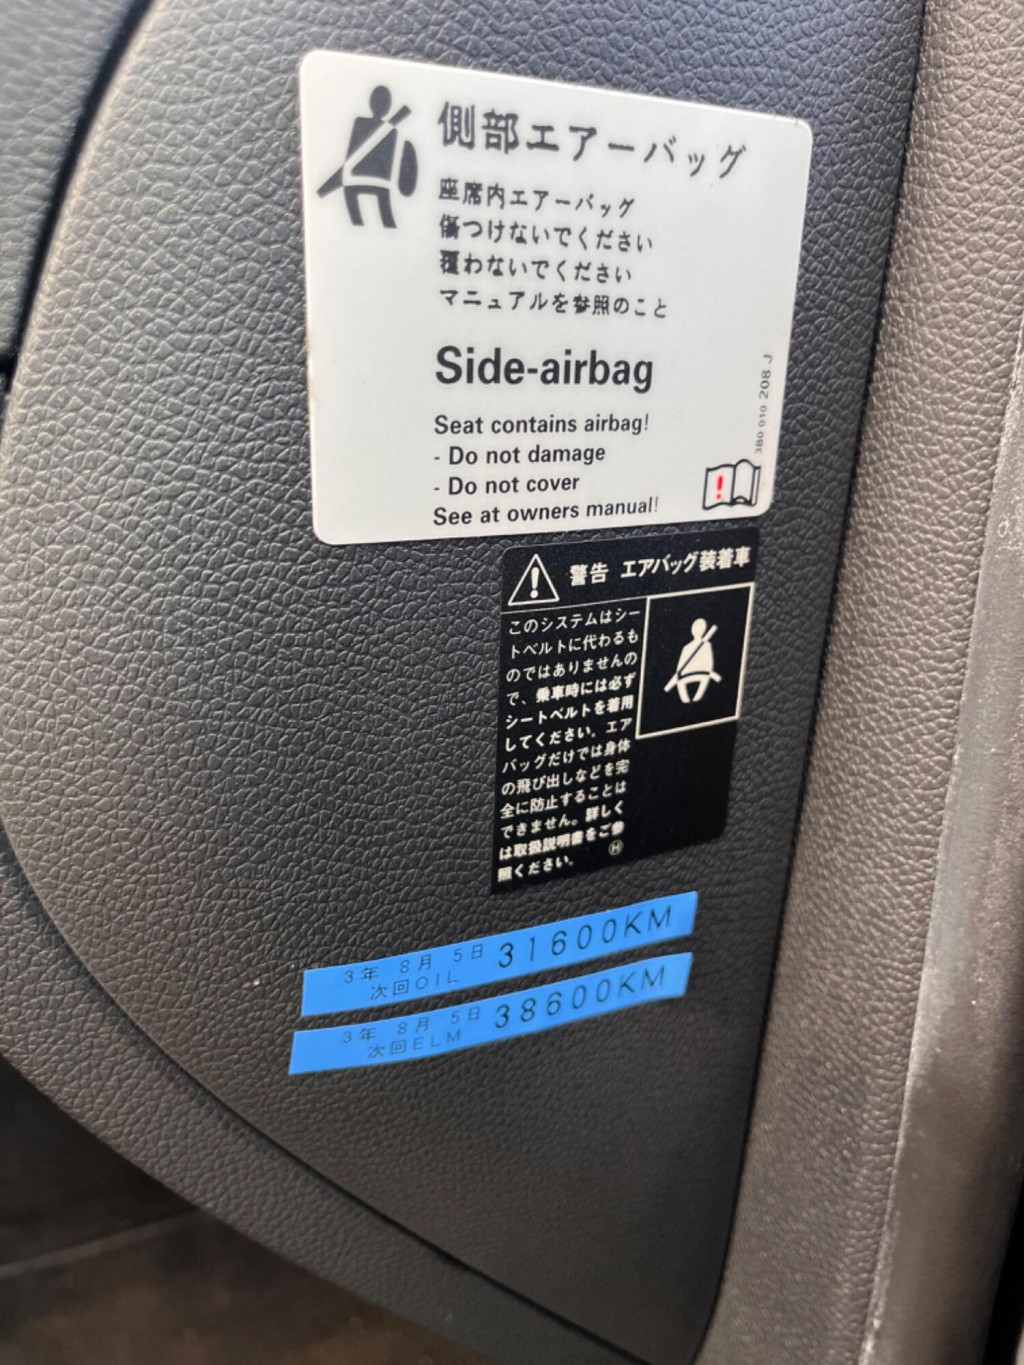 側部エアーバッグ
座席内エアーバッグ
傷つけないでください
覆わないでください
マニュアルを参照のこと
Side-airbag
Seat contains airbag!
- Do not damage
- Do not cover
See at owners manual!
3B0 010 208 J
警告 エアバッグ装着車
このシステムはシー
トベルトに代わるも
のではありませんの
で、乗車時には必ず
シートベルトを着用
してください。エア
バッグだけでは身体
の飛び出しなどを完
全に防止することは
できません。詳しく
は取扱説明書をご参
照ください。
H
3年 8月 5日 31600KM
次回OIL
3年 8月 5日 38600KM
次回ELM